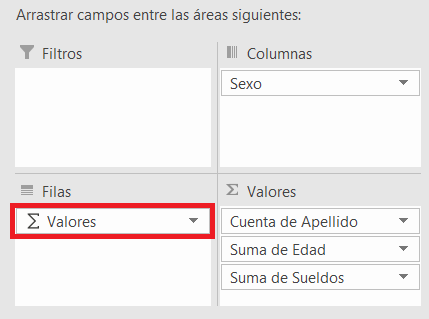 Arrastrar campos entre las áreas siguientes:
Filtros
Columnas
Sexo
Filas
Σ Valores
Σ Valores
Cuenta de Apellido
Suma de Edad
Suma de Sueldos